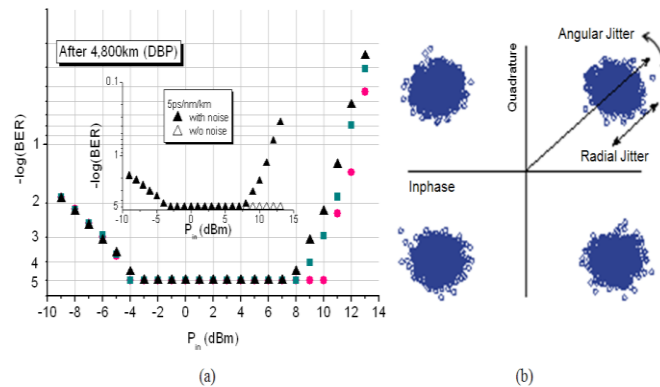 After 4,800km (DBP)
-log(BER)
1
2
3
4
5
-10 -8 -6 -4 -2 0 2 4 6 8 10 12 14
P_in (dBm)
0.1
1
5
-log(BER)
5ps/nm/km
with noise
w/o noise
-10 -5 0 5 10 15
P_in (dBm)
(a)
Quadrature
Angular Jitter
Radial Jitter
Inphase
(b)